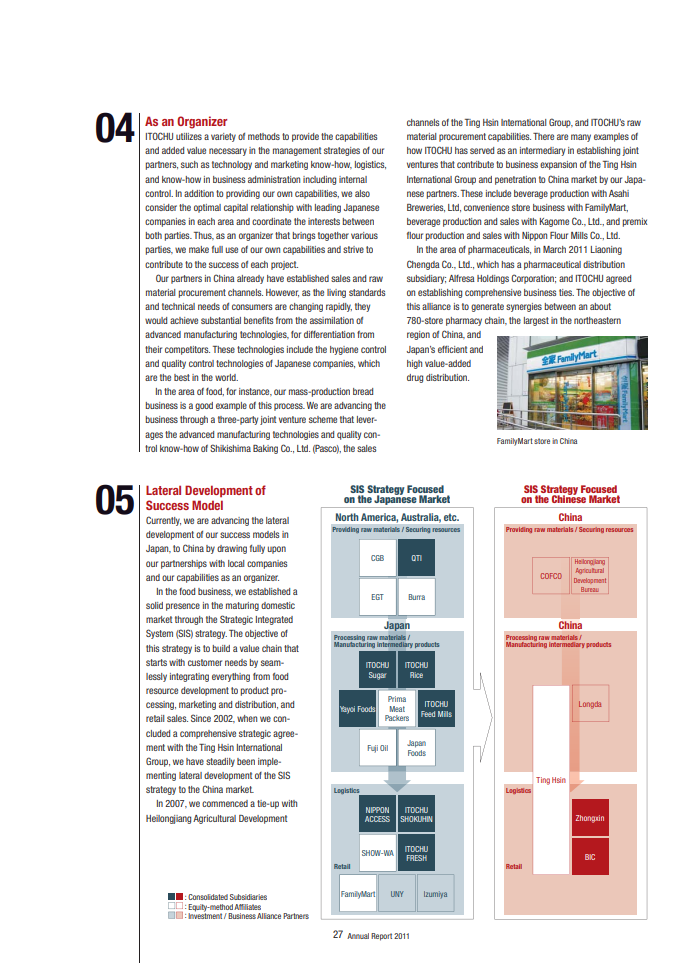 04
As an Organizer
ITOCHU utilizes a variety of methods to provide the capabilities
and added value necessary in the management strategies of our
partners, such as technology and marketing know-how, logistics,
and know-how in business administration including internal
control. In addition to providing our own capabilities, we also
consider the optimal capital relationship with leading Japanese
companies in each area and coordinate the interests between
both parties. Thus, as an organizer that brings together various
parties, we make full use of our own capabilities and strive to
contribute to the success of each project.
Our partners in China already have established sales and raw
material procurement channels. However, as the living standards
and technical needs of consumers are changing rapidly, they
would achieve substantial benefits from the assimilation of
advanced manufacturing technologies, for differentiation from
their competitors. These technologies include the hygiene control
and quality control technologies of Japanese companies, which
are the best in the world.
In the area of food, for instance, our mass-production bread
business is a good example of this process. We are advancing the
business through a three-party joint venture scheme that lever-
ages the advanced manufacturing technologies and quality con-
trol know-how of Shikishima Baking Co., Ltd. (Pasco), the sales
channels of the Ting Hsin International Group, and ITOCHU's raw
material procurement capabilities. There are many examples of
how ITOCHU has served as an intermediary in establishing joint
ventures that contribute to business expansion of the Ting Hsin
International Group and penetration to China market by our Japa-
nese partners. These include beverage production with Asahi
Breweries, Ltd, convenience store business with FamilyMart,
beverage production and sales with Kagome Co., Ltd., and premix
flour production and sales with Nippon Flour Mills Co., Ltd.
In the area of pharmaceuticals, in March 2011 Liaoning
Chengda Co., Ltd., which has a pharmaceutical distribution
subsidiary; Alfresa Holdings Corporation; and ITOCHU agreed
on establishing comprehensive business ties. The objective of
this alliance is to generate synergies between an about
780-store pharmacy chain, the largest in the northeastern
region of China, and
Japan's efficient and
high value-added
drug distribution.
全家 FamilyMart
FamilyMart
FamilyMart store in China
05
Lateral Development of
Success Model
Currently, we are advancing the lateral
development of our success models in
Japan, to China by drawing fully upon
our partnerships with local companies
and our capabilities as an organizer.
In the food business, we established a
solid presence in the maturing domestic
market through the Strategic Integrated
System (SIS) strategy. The objective of
this strategy is to build a value chain that
starts with customer needs by seam-
lessly integrating everything from food
resource development to product pro-
cessing, marketing and distribution, and
retail sales. Since 2002, when we con-
cluded a comprehensive strategic agree-
ment with the Ting Hsin International
Group, we have steadily been imple-
menting lateral development of the SIS
strategy to the China market.
In 2007, we commenced a tie-up with
Heilongjiang Agricultural Development
SIS Strategy Focused
on the Japanese Market
North America, Australia, etc.
Providing raw materials / Securing resources
CGB
QTI
EGT
Burra
Japan
Processing raw materials /
Manufacturing intermediary products
ITOCHU
Sugar
ITOCHU
Rice
Yayoi Foods
Prima
Meat
Packers
ITOCHU
Feed Mills
Fuji Oil
Japan
Foods
Logistics
NIPPON
ACCESS
ITOCHU
SHOKUHIN
SHOW-WA
ITOCHU
FRESH
Retail
FamilyMart
UNY
Izumiya
SIS Strategy Focused
on the Chinese Market
China
Providing raw materials / Securing resources
COFCO
Heilongjiang
Agricultural
Development
Bureau
China
Processing raw materials /
Manufacturing intermediary products
Longda
Ting Hsin
Logistics
Zhongxin
BIC
Retail
: Consolidated Subsidiaries
: Equity-method Affiliates
: Investment / Business Alliance Partners
27 Annual Report 2011